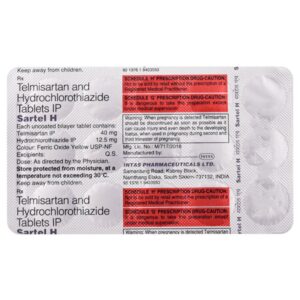 Keep away from children.
Rx
Telmisartan and
Hydrochlorothiazide
Tablets IP
Sartel H
Each uncoated bilayer tablet contains:
Telmisartan IP 40 mg
Hydrochlorothiazide IP 12.5 mg
Colour: Ferric Oxide Yellow USP-NF
Excipients: Q.S
Dose: As directed by the Physician.
Store protected from moisture, at a
temperature not exceeding 30°C.
Keep away from children.
Rx
Telmisartan and
Hydrochlorothiazide
Tablets IP
Sartel H
SCHEDULE 'H' PRESCRIPTION DRUG-CAUTION
Not to be sold by retail without the prescription of a
Registered Medical Practitioner.
SCHEDULE 'H' PRESCRIPTION DRUG-CAUTION
It is dangerous to take the preparation except
under medical supervision.
Warning: When pregnancy is detected Telmisartan
should be discontinued as soon as possible as it
can cause injury and even death to the developing
foetus, when used in pregnancy during second
and third trimester.
Mfg. Lic. No.: M/717/2016
Manufactured by:
INTAS
INTAS PHARMACEUTICALS LTD.
Samardung Road, Kabrey Block,
Namthang Elaka, South Sikkim-737132, INDIA
SCHEDULE 'H' PRESCRIPTION DRUG-CAUTION
Not to be sold by retail without the prescription of a
Registered Medical Practitioner.
SCHEDULE 'H' PRESCRIPTION DRUG-CAUTION
It is dangerous to take the preparation except
under medical supervision.
Warning: When pregnancy is detected Telmisartan